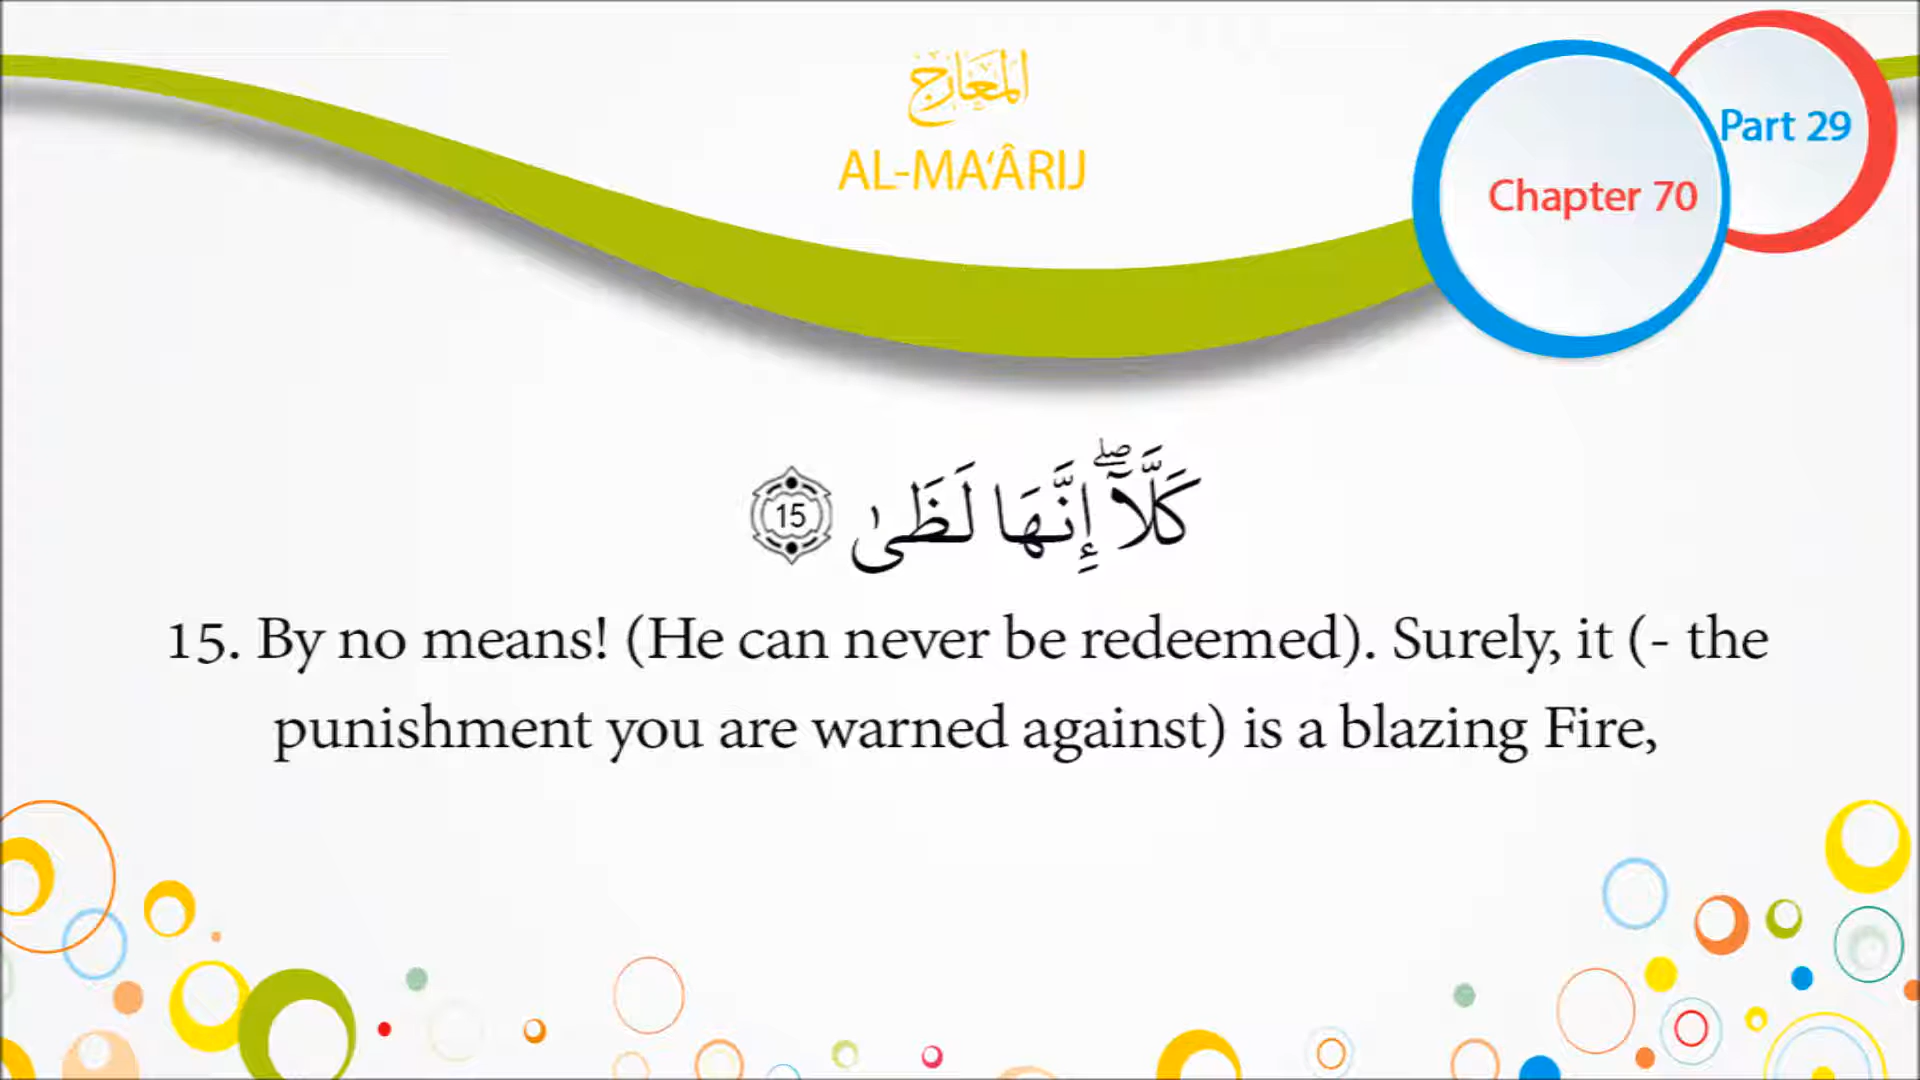 المعارج
AL-MA‘ÂRIJ
Part 29
Chapter 70
كَلَّآۖ إِنَّهَا لَظَىٰ 15
15. By no means! (He can never be redeemed). Surely, it (- the
punishment you are warned against) is a blazing Fire,